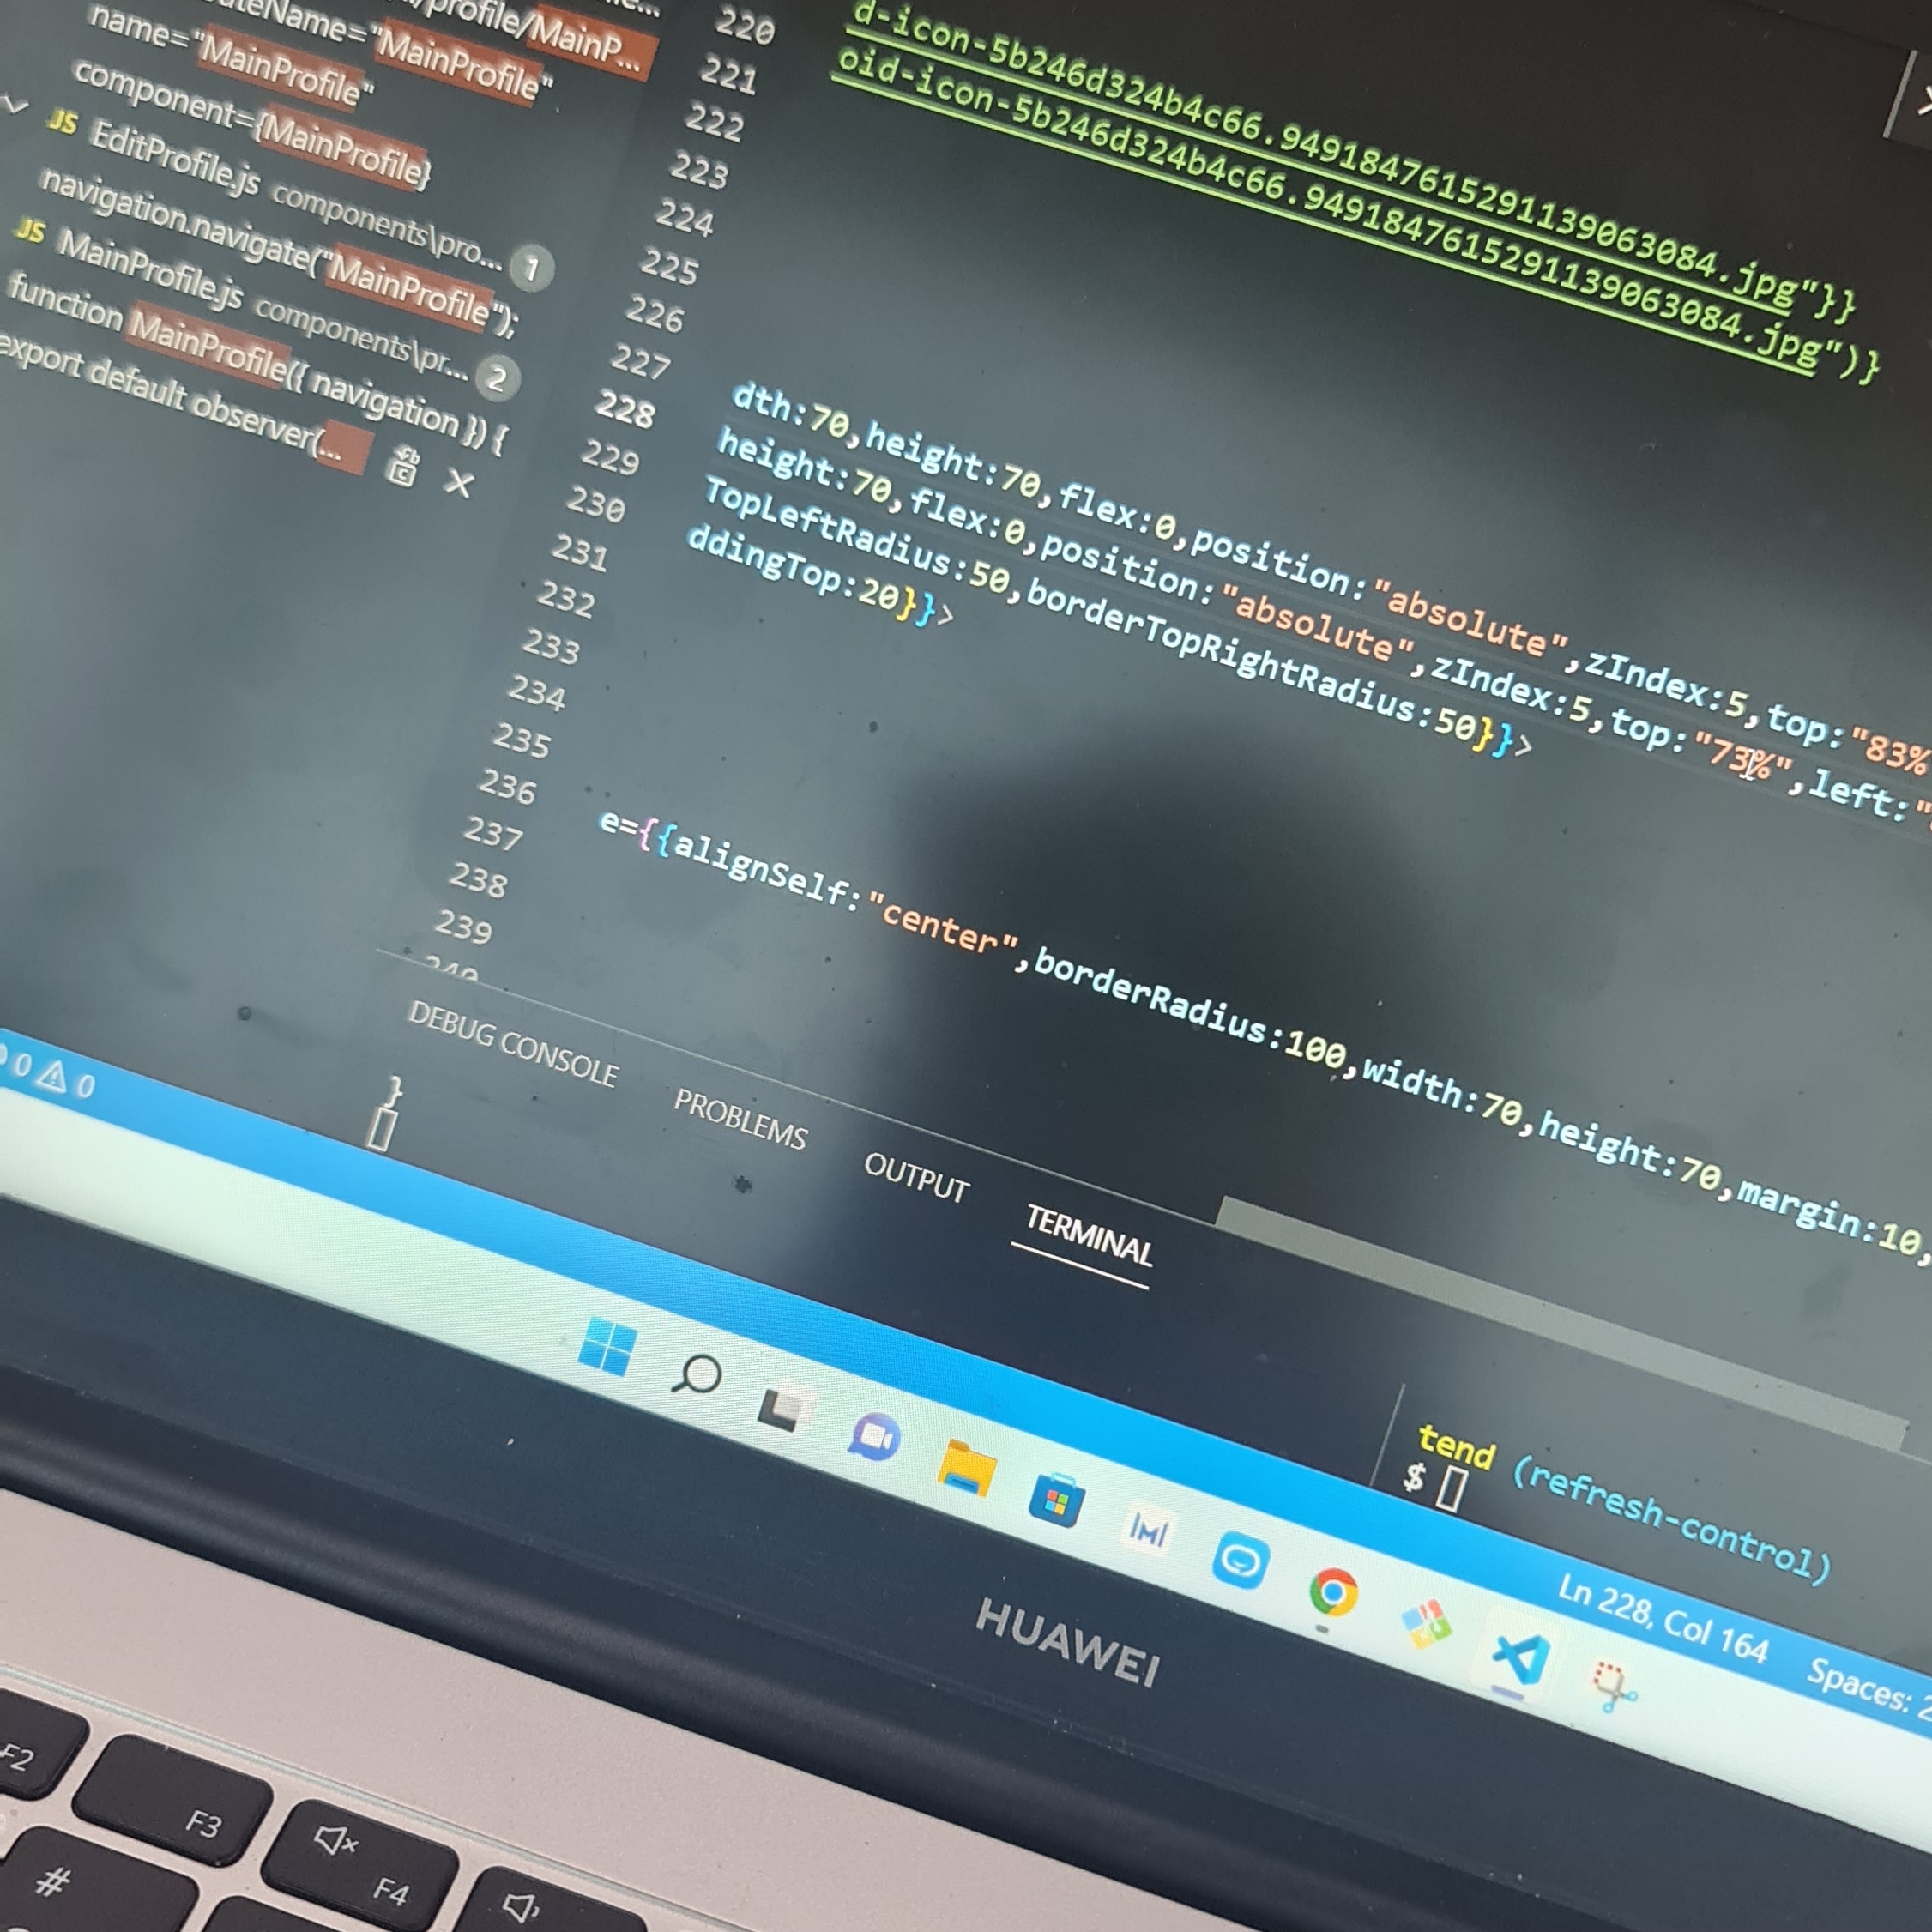 /profile/MainP...
Name="MainProfile"
name="MainProfile"
component={MainProfile}
JS EditProfile.js components\pro... 1
navigation.navigate("MainProfile");
JS MainProfile.js components\pr... 2
function MainProfile({ navigation }) {
export default observer(...
220
221
222
223
224
225
226
227
228
229
230
231
232
233
234
235
236
237
238
239
240
d-icon-5b246d324b4c66.9491847615291139063084.jpg"}}
oid-icon-5b246d324b4c66.9491847615291139063084.jpg")}
dth:70,height:70,flex:0,position:"absolute",zIndex:5,top:"83%
height:70,flex:0,position:"absolute",zIndex:5,top:"73%",left:"
TopLeftRadius:50,borderTopRightRadius:50}}>
ddingTop:20}}>
e={{alignSelf:"center",borderRadius:100,width:70,height:70,margin:10,
DEBUG CONSOLE PROBLEMS OUTPUT TERMINAL
}
tend (refresh-control)
$
0 0
Ln 228, Col 164 Spaces: 2
HUAWEI
F2
F3
F4
#